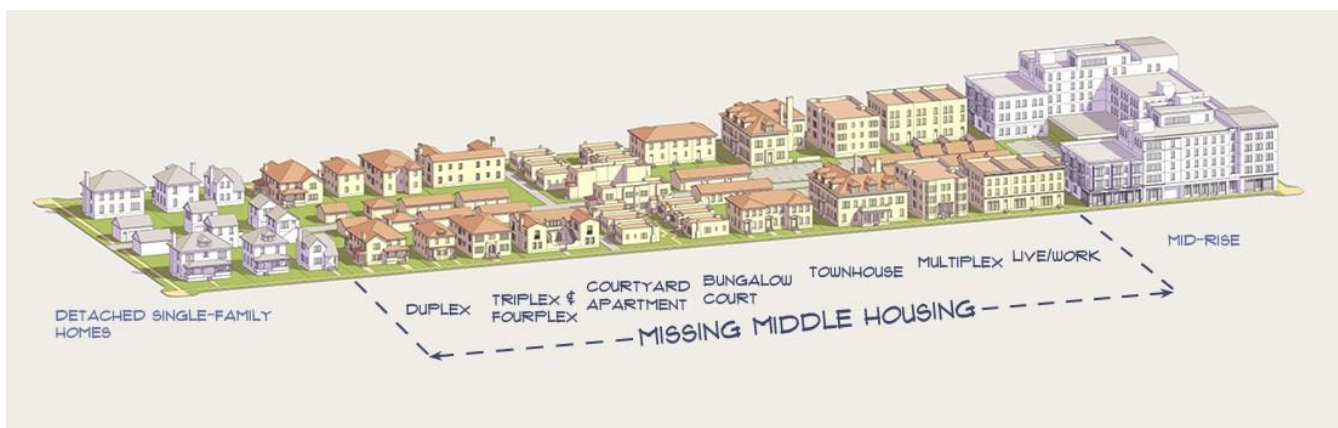 DETACHED SINGLE-FAMILY
HOMES
DUPLEX
TRIPLEX &
FOURPLEX
COURTYARD
APARTMENT
BUNGALOW
COURT
TOWNHOUSE
MULTIPLEX
LIVE/WORK
MID-RISE
MISSING MIDDLE HOUSING